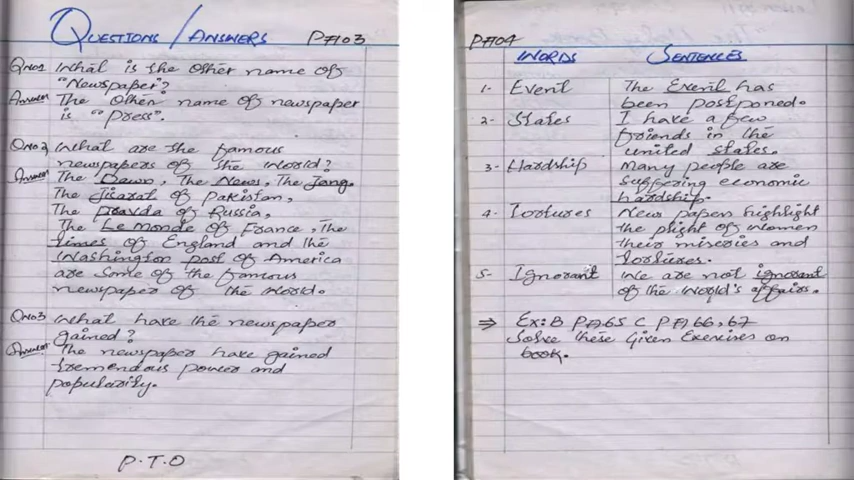 QUESTIONS / ANSWERS P#03
Qno1 What is the other name of
"Newspaper"?
Answer The other name of newspaper
is "press".
Qno2 What are the famous
newspapers of the World?
Answer The Dawn, The News, The Jang,
The Jisarat of Pakistan,
The Pravda of Russia,
The Le monde of France, The
times of England and the
Washington post of America
are some of the famous
newspaper of the world.
Qno3 What have the newspaper
gained?
Answer The newspaper have gained
tremendous power and
popularity.
P.T.O
P#04
WORDS SENTENCES
1- Event The Event has
been postponed.
2- States I have a few
friends in the
united states.
3- Hardship Many people are
suffering economic
hardship.
4- Tortures News papers highlight
the plight of women
their miseries and
tortures.
5- Ignorant We are not ignorant
of the world's affairs.
⇒ Ex: B P#65 C P#66,67
Solve these Given Exercises on
book.